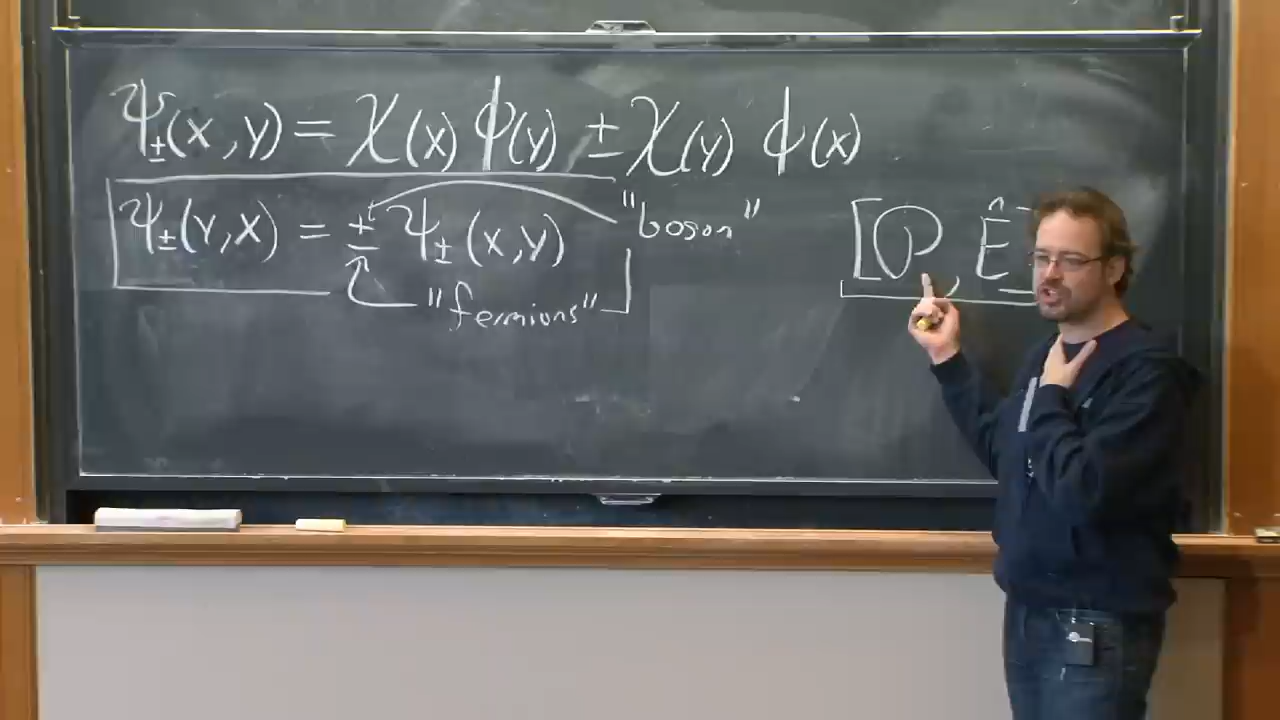 ψ±(x,y) = χ(x) ϕ(y) ± χ(y) ϕ(x)
ψ±(y,x) = ± ψ±(x,y) "boson"
"fermions"
[P, Ê]